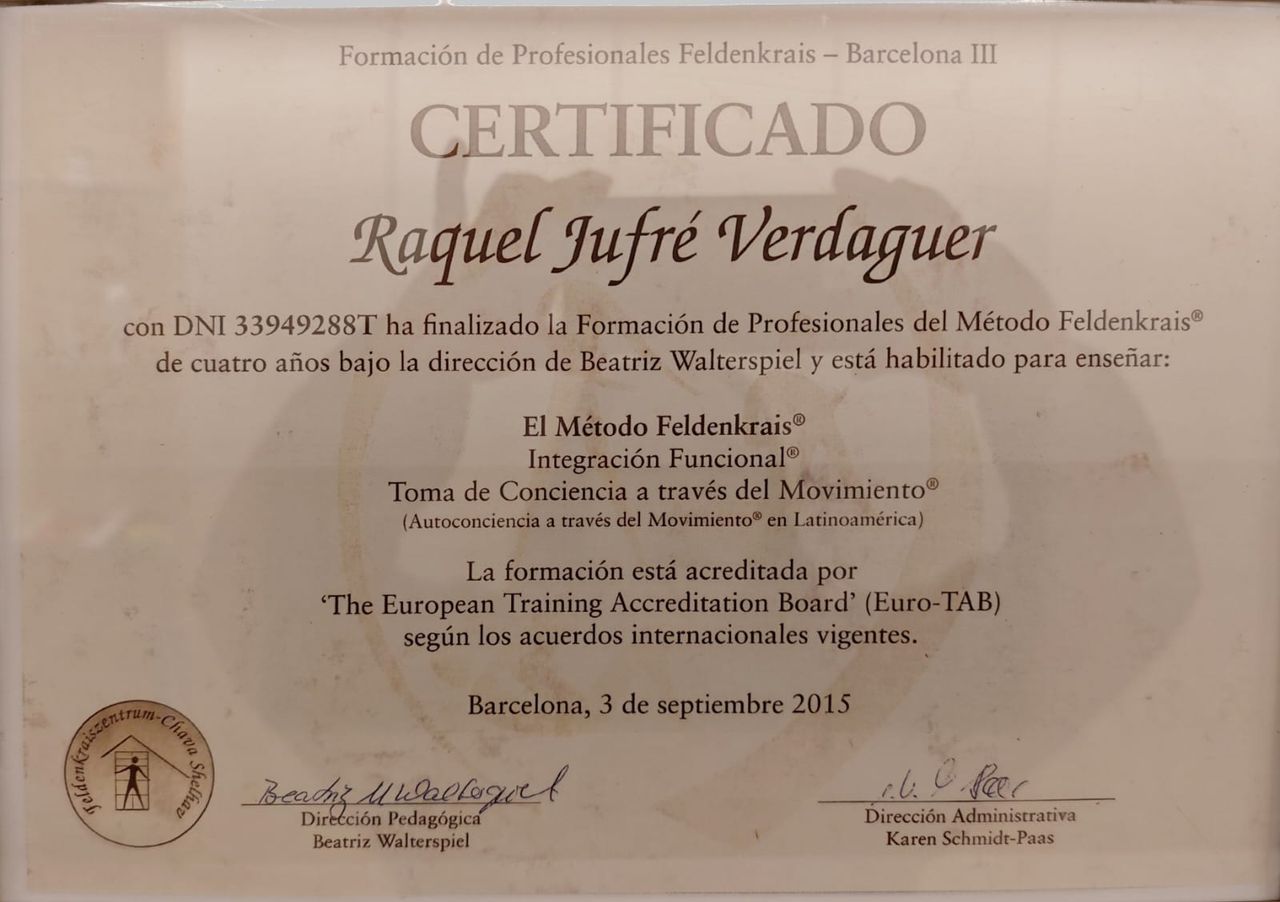 Formación de Profesionales Feldenkrais – Barcelona III
CERTIFICADO
Raquel Jufré Verdaguer
con DNI 33949288T ha finalizado la Formación de Profesionales del Método Feldenkrais®
de cuatro años bajo la dirección de Beatriz Walterspiel y está habilitado para enseñar:
El Método Feldenkrais®
Integración Funcional®
Toma de Conciencia a través del Movimiento®
(Autoconciencia a través del Movimiento® en Latinoamérica)
La formación está acreditada por
‘The European Training Accreditation Board’ (Euro-TAB)
según los acuerdos internacionales vigentes.
Barcelona, 3 de septiembre 2015
Feldenkraiszentrum-Chava Shelhav
Dirección Pedagógica
Beatriz Walterspiel
Dirección Administrativa
Karen Schmidt-Paas